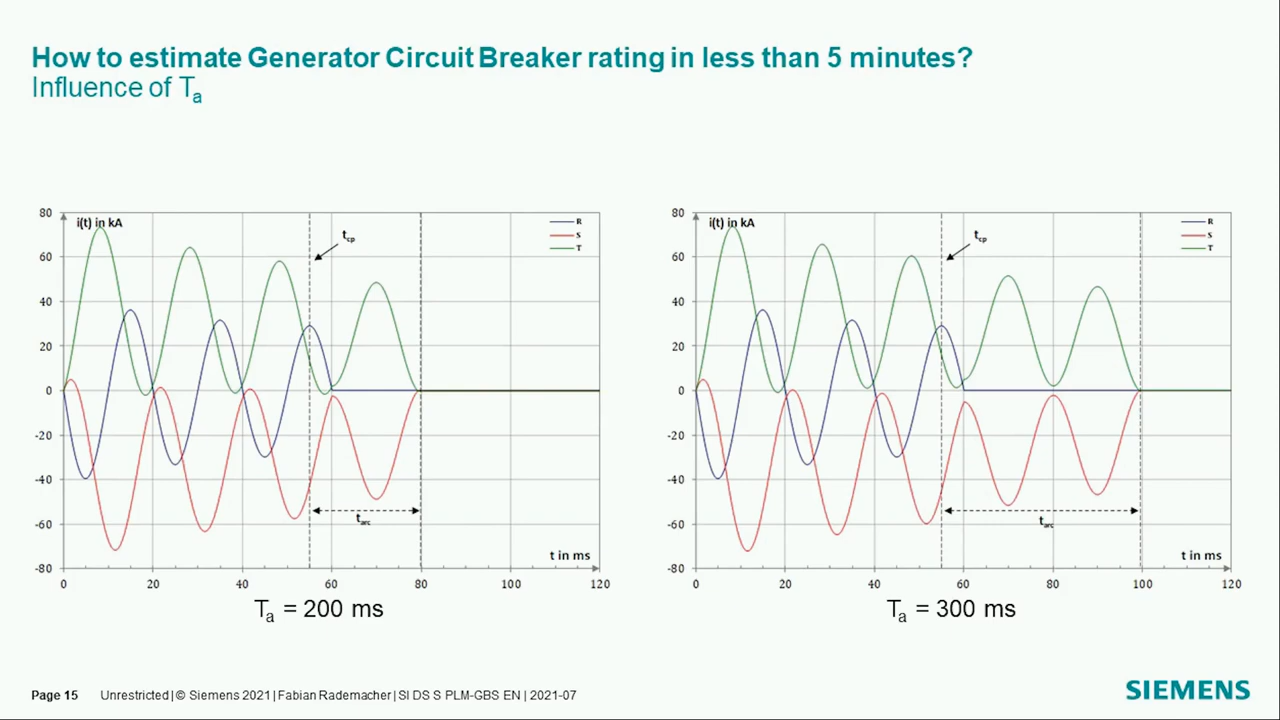 How to estimate Generator Circuit Breaker rating in less than 5 minutes?
Influence of Ta
80
60
40
20
0
-20
-40
-60
-80
i(t) in kA
R
S
T
tcp
tarc
t in ms
0 20 40 60 80 100 120
Ta = 200 ms
80
60
40
20
0
-20
-40
-60
-80
i(t) in kA
R
S
T
tcp
tarc
t in ms
0 20 40 60 80 100 120
Ta = 300 ms
Page 15 Unrestricted | © Siemens 2021 | Fabian Rademacher | SI DS S PLM-GBS EN | 2021-07
SIEMENS